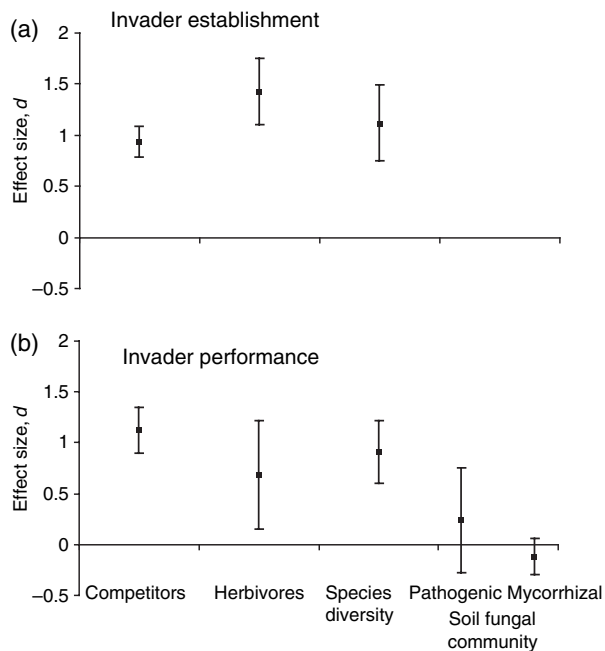 (a)
Invader establishment
2
1.5
1
0.5
0
–0.5
Effect size, d
(b)
Invader performance
2
1.5
1
0.5
0
–0.5
Effect size, d
Competitors
Herbivores
Species
diversity
Pathogenic Mycorrhizal
Soil fungal
community